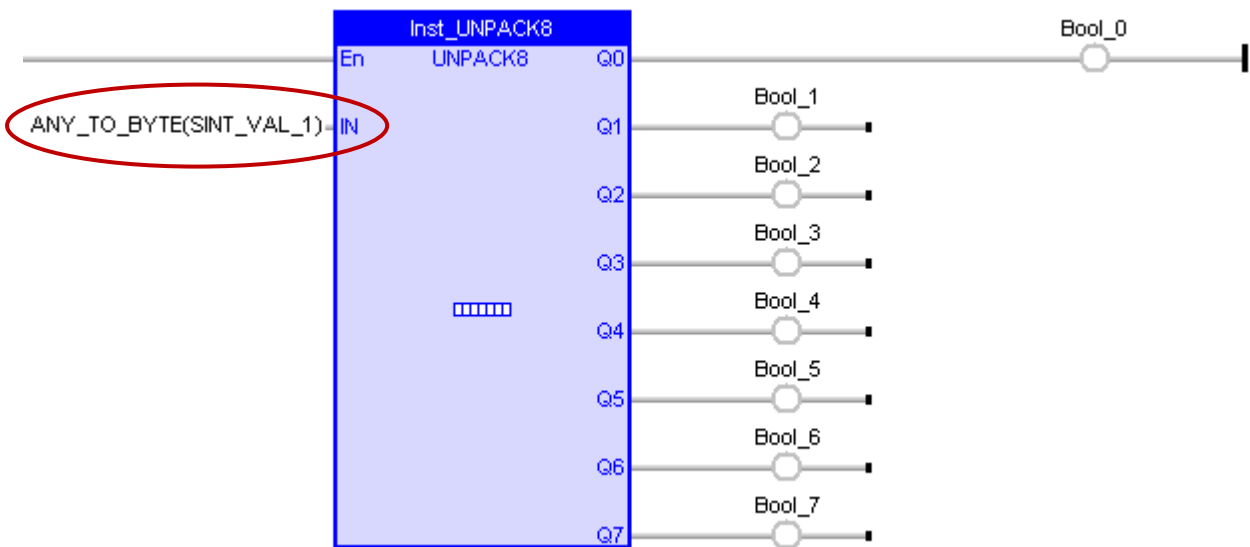 Inst_UNPACK8
Bool_0
En UNPACK8 Q0
Bool_1
ANY_TO_BYTE(SINT_VAL_1) IN Q1
Bool_2
Q2
Bool_3
Q3
Bool_4
Q4
Bool_5
Q5
Bool_6
Q6
Bool_7
Q7